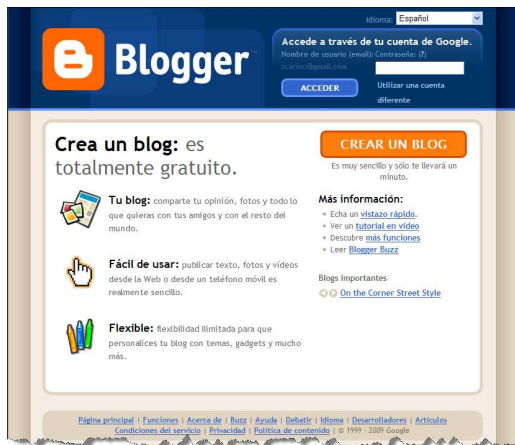 Idioma: Español
Blogger™
Accede a través de tu cuenta de Google.
Nombre de usuario (email): Contraseña: (?)
scarinci@gmail.com
ACCEDER
Utilizar una cuenta
diferente
Crea un blog: es
totalmente gratuito.
Tu blog: comparte tu opinión, fotos y todo lo
que quieras con tus amigos y con el resto del
mundo.
Fácil de usar: publicar texto, fotos y vídeos
desde la Web o desde un teléfono móvil es
realmente sencillo.
Flexible: flexibilidad ilimitada para que
personalices tu blog con temas, gadgets y mucho
más.
CREAR UN BLOG
Es muy sencillo y sólo te llevará un
minuto.
Más información:
Echa un vistazo rápido.
Ver un tutorial en vídeo
Descubre más funciones
Leer Blogger Buzz
Blogs importantes
On the Corner Street Style
Página principal | Funciones | Acerca de | Buzz | Ayuda | Debatir | Idioma | Desarrolladores | Artículos
Condiciones del servicio | Privacidad | Política de contenido | © 1999 - 2009 Google